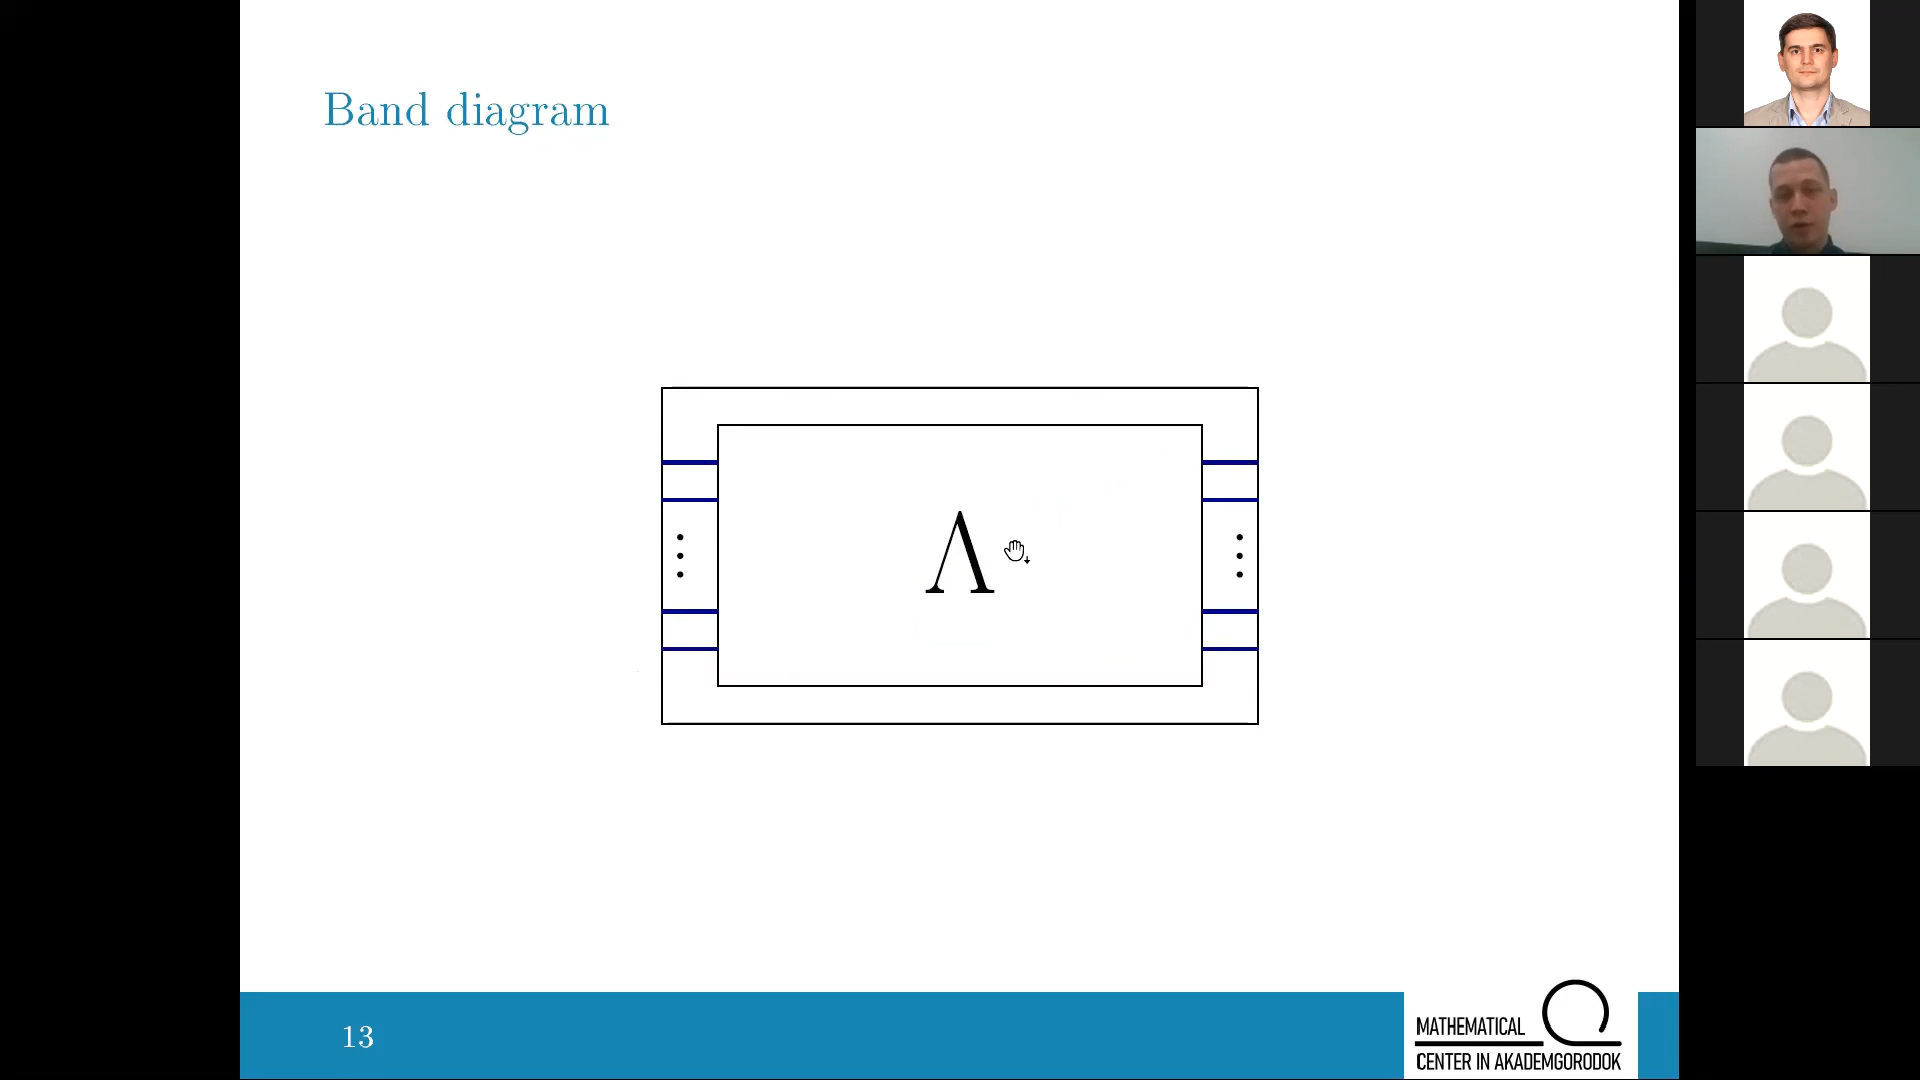 Band diagram
Λ
13
MATHEMATICAL
CENTER IN AKADEMGORODOK